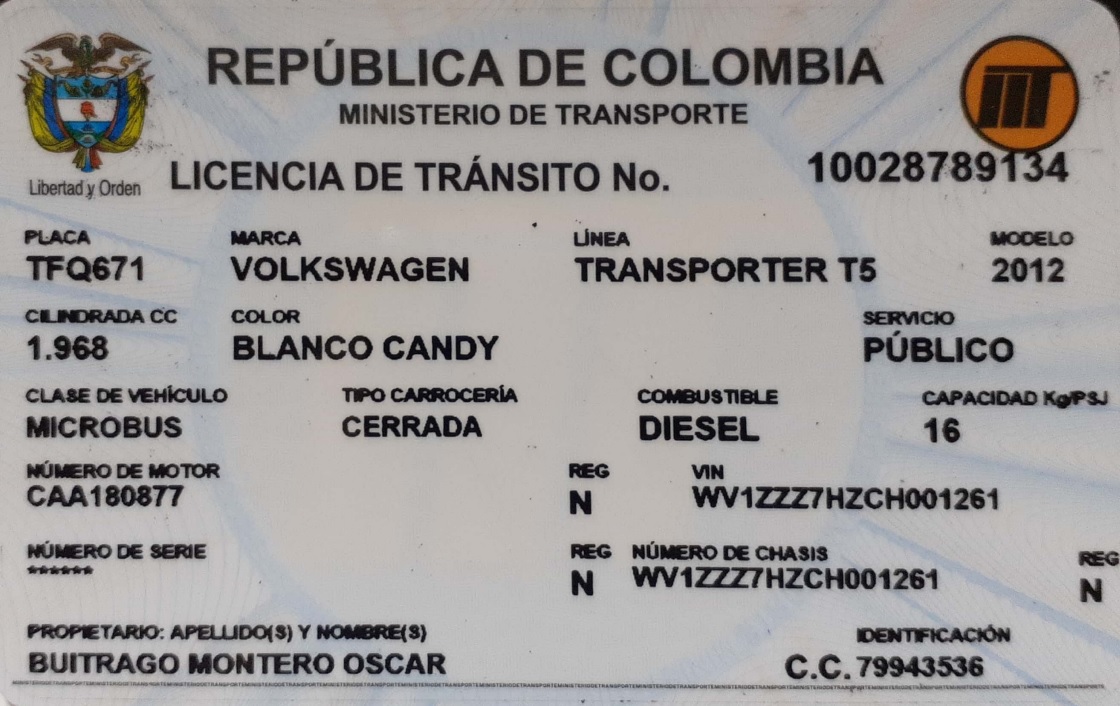 REPÚBLICA DE COLOMBIA
MINISTERIO DE TRANSPORTE
Libertad y Orden
LICENCIA DE TRÁNSITO No. 10028789134
PLACA MARCA LÍNEA MODELO
TFQ671 VOLKSWAGEN TRANSPORTER T5 2012
CILINDRADA CC COLOR SERVICIO
1.968 BLANCO CANDY PÚBLICO
CLASE DE VEHÍCULO TIPO CARROCERÍA COMBUSTIBLE CAPACIDAD Kg/PSJ
MICROBUS CERRADA DIESEL 16
NÚMERO DE MOTOR REG VIN
CAA180877 N WV1ZZZ7HZCH001261
NÚMERO DE SERIE REG NÚMERO DE CHASIS REG
****** N WV1ZZZ7HZCH001261 N
PROPIETARIO: APELLIDO(S) Y NOMBRE(S) IDENTIFICACIÓN
BUITRAGO MONTERO OSCAR C.C. 79943536